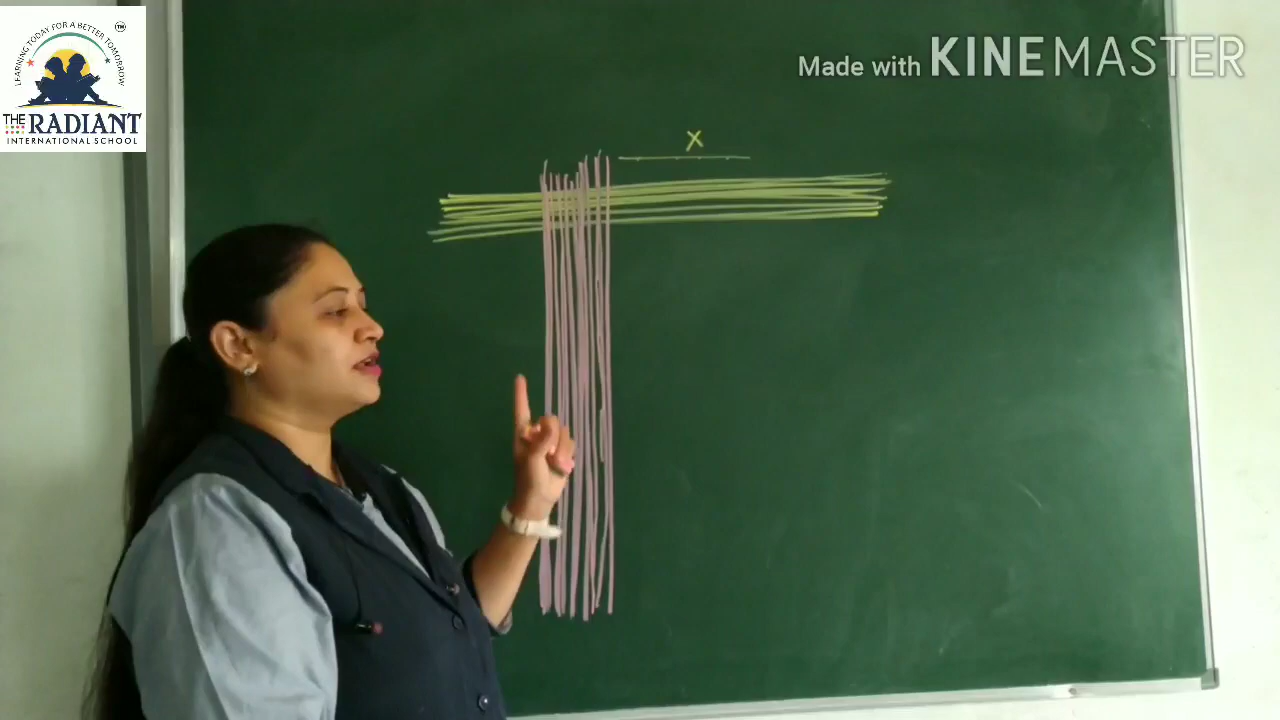 LEARNING TODAY FOR A BETTER TOMORROW
TM
THE RADIANT
INTERNATIONAL SCHOOL
Made with KINEMASTER
x